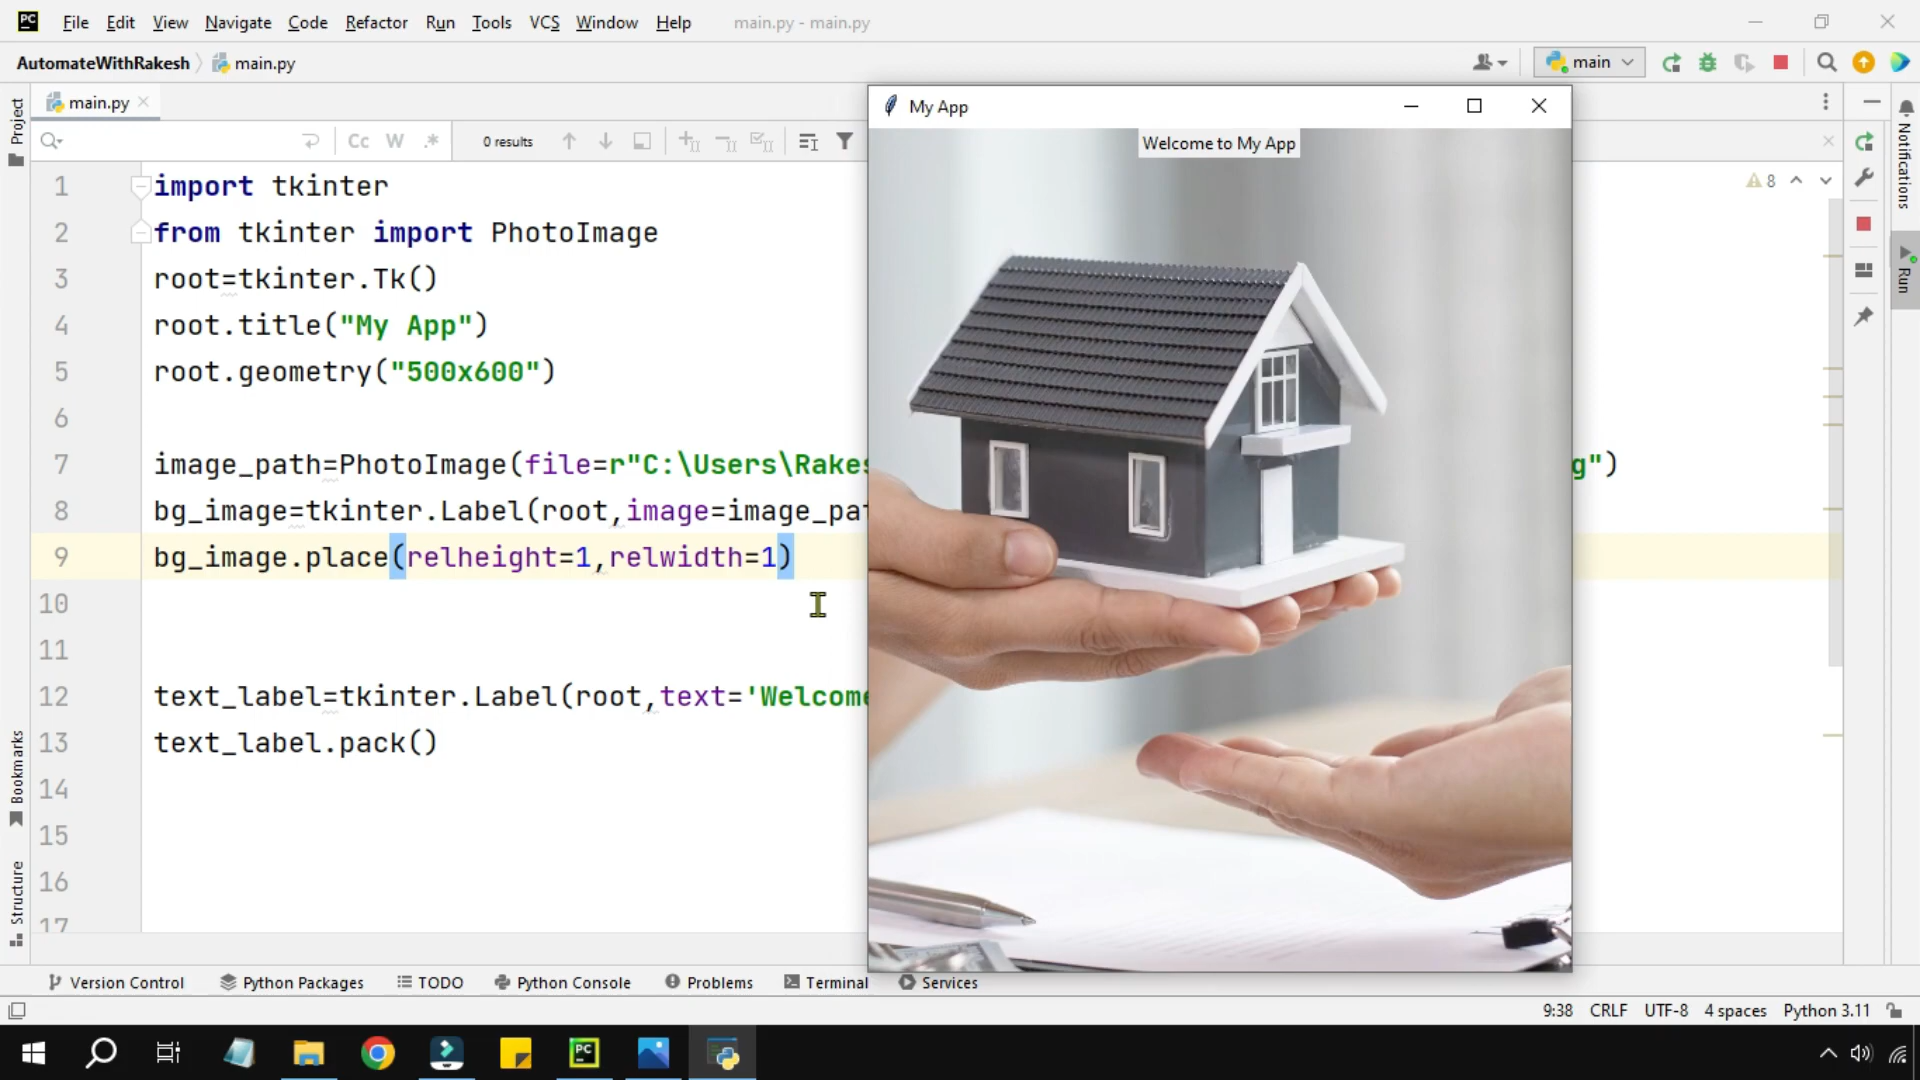 PC File Edit View Navigate Code Refactor Run Tools VCS Window Help main.py - main.py
AutomateWithRakesh main.py main
main.py
Project
Cc W .* 0 results
My App
Welcome to My App
8
Notifications
Run
1 import tkinter
2 from tkinter import PhotoImage
3 root=tkinter.Tk()
4 root.title("My App")
5 root.geometry("500x600")
6
7 image_path=PhotoImage(file=r"C:\Users\Rakes g")
8 bg_image=tkinter.Label(root,image=image_pat
9 bg_image.place(relheight=1,relwidth=1)
10
11
12 text_label=tkinter.Label(root,text='Welcome
13 text_label.pack()
14
15
16
17
Bookmarks
Structure
Version Control Python Packages TODO Python Console Problems Terminal Services
9:38 CRLF UTF-8 4 spaces Python 3.11
PC